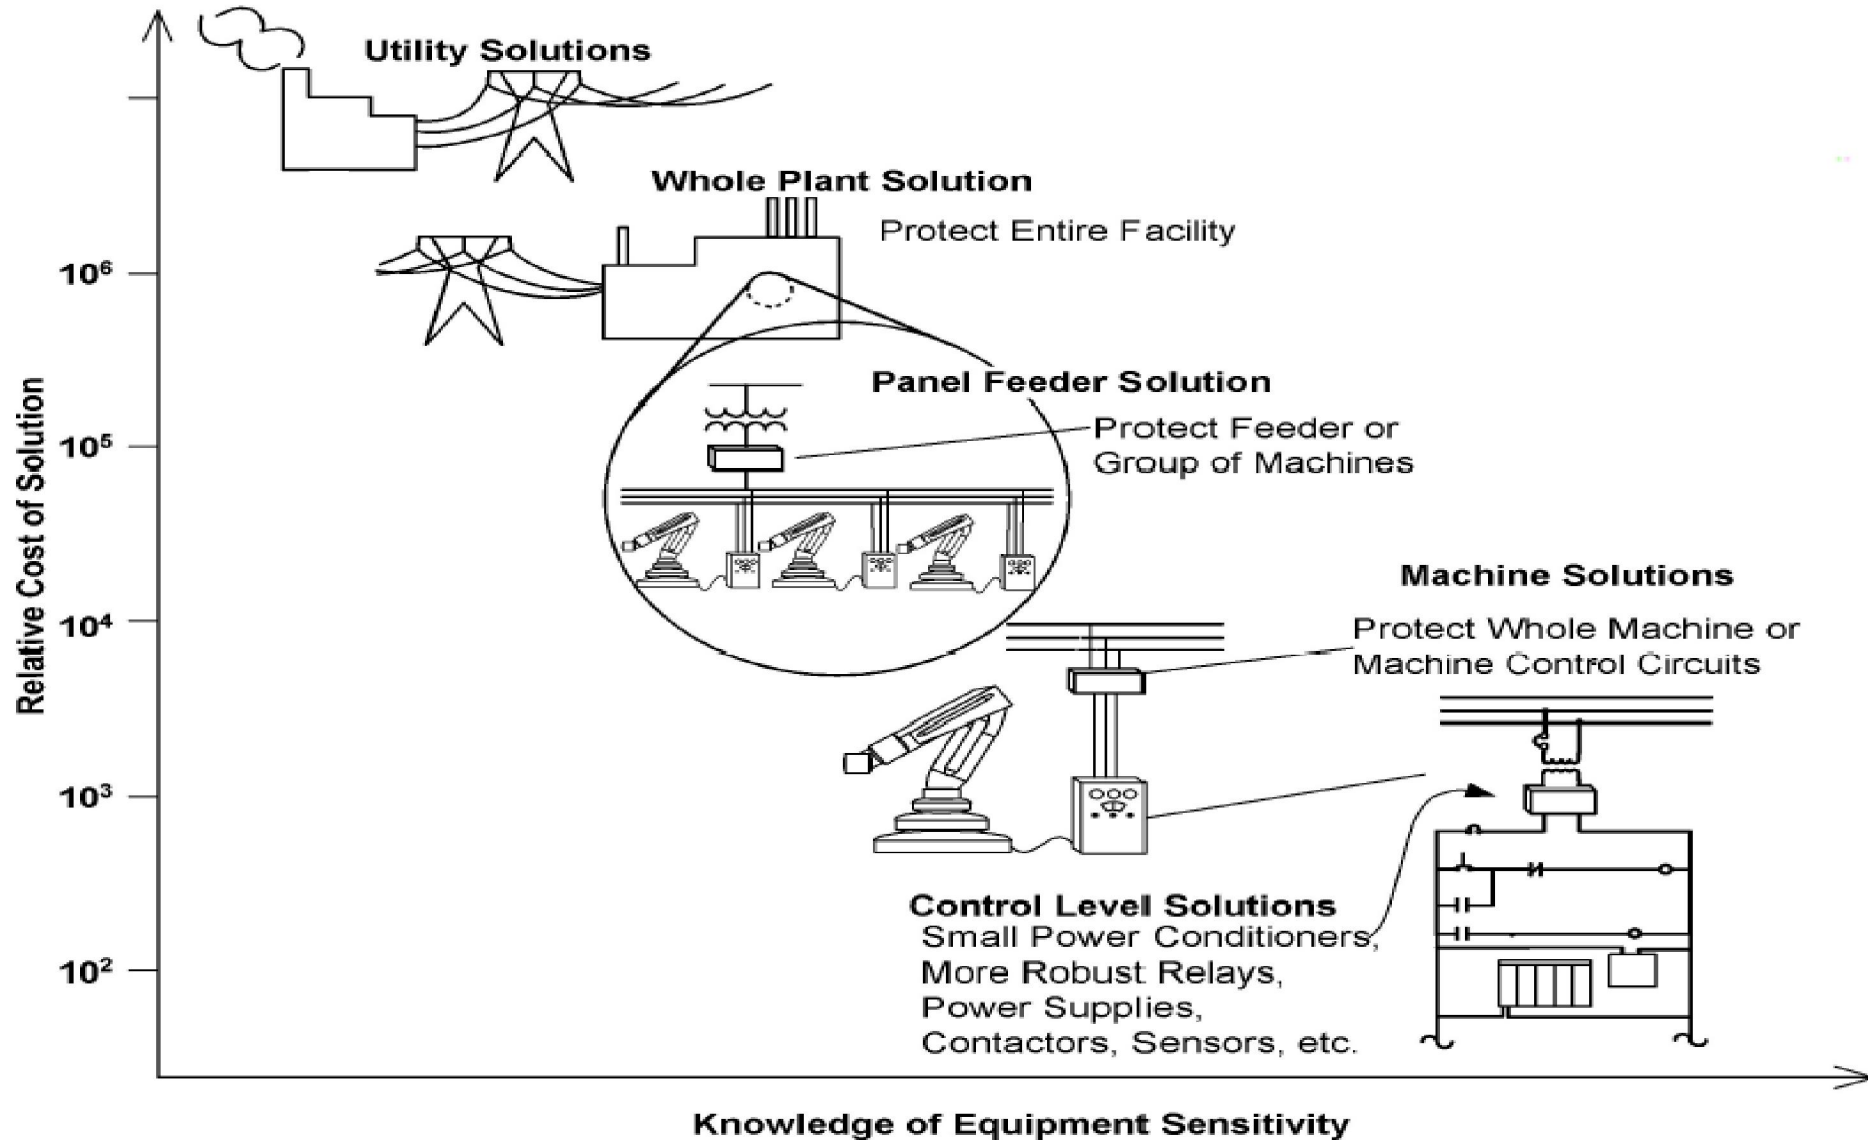 Utility Solutions
Whole Plant Solution
Protect Entire Facility
10⁶
Panel Feeder Solution
Protect Feeder or
Group of Machines
10⁵
Relative Cost of Solution
Machine Solutions
10⁴
Protect Whole Machine or
Machine Control Circuits
10³
Control Level Solutions
Small Power Conditioners,
More Robust Relays,
10²
Power Supplies,
Contactors, Sensors, etc.
Knowledge of Equipment Sensitivity